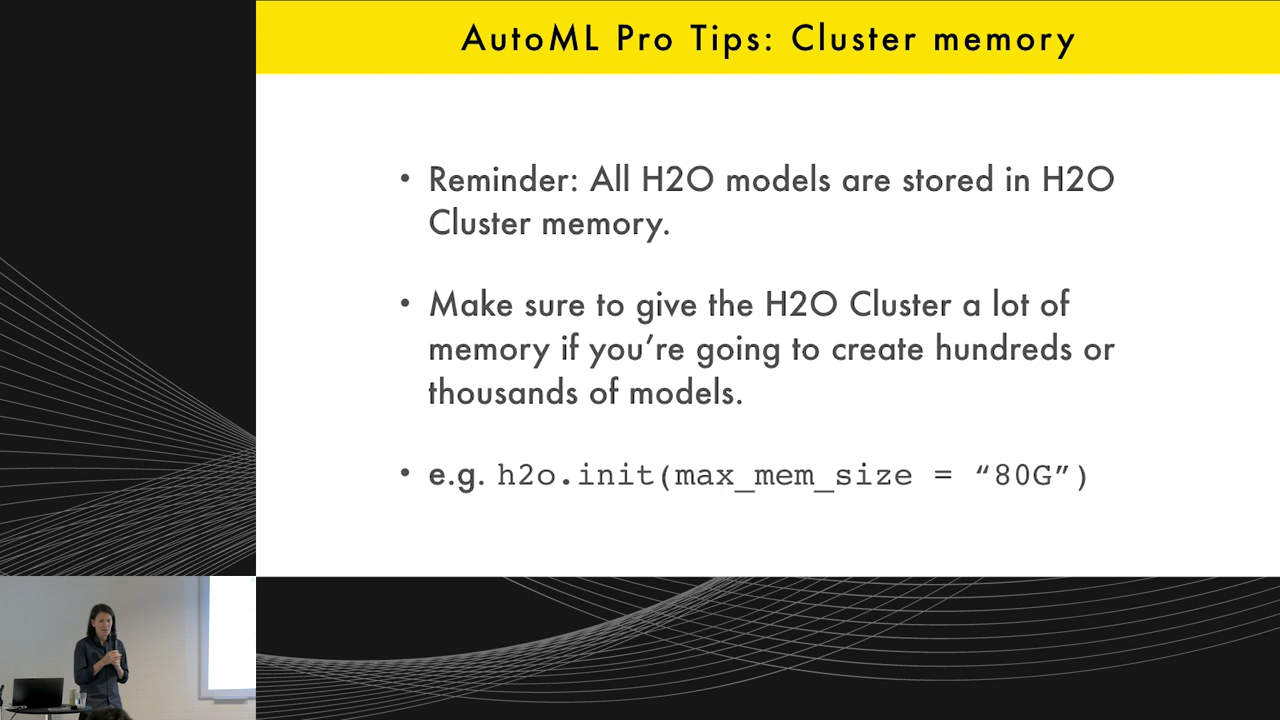 AutoML Pro Tips: Cluster memory
• Reminder: All H2O models are stored in H2O
Cluster memory.
• Make sure to give the H2O Cluster a lot of
memory if you’re going to create hundreds or
thousands of models.
• e.g. h2o.init(max_mem_size = “80G”)